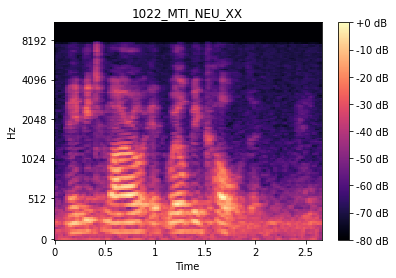 1022_MTI_NEU_XX
+0 dB
8192
-10 dB
4096
-20 dB
-30 dB
2048
Hz
-40 dB
1024
-50 dB
512
-60 dB
-70 dB
0
-80 dB
0 0.5 1 1.5 2 2.5
Time